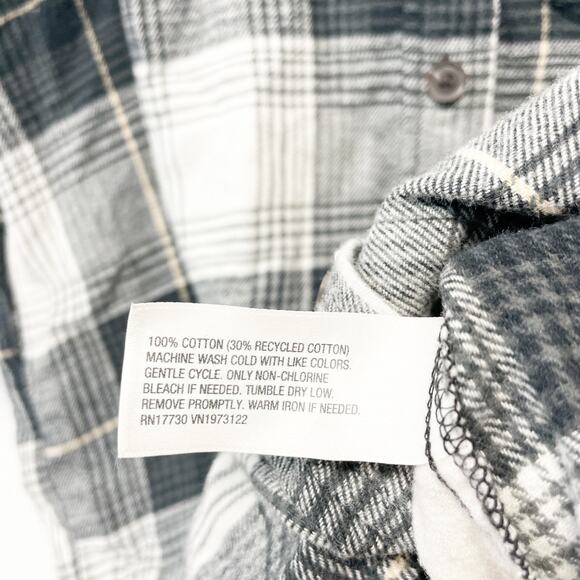 100% COTTON (30% RECYCLED COTTON)
MACHINE WASH COLD WITH LIKE COLORS.
GENTLE CYCLE. ONLY NON-CHLORINE
BLEACH IF NEEDED. TUMBLE DRY LOW.
REMOVE PROMPTLY. WARM IRON IF NEEDED.
RN17730 VN1973122